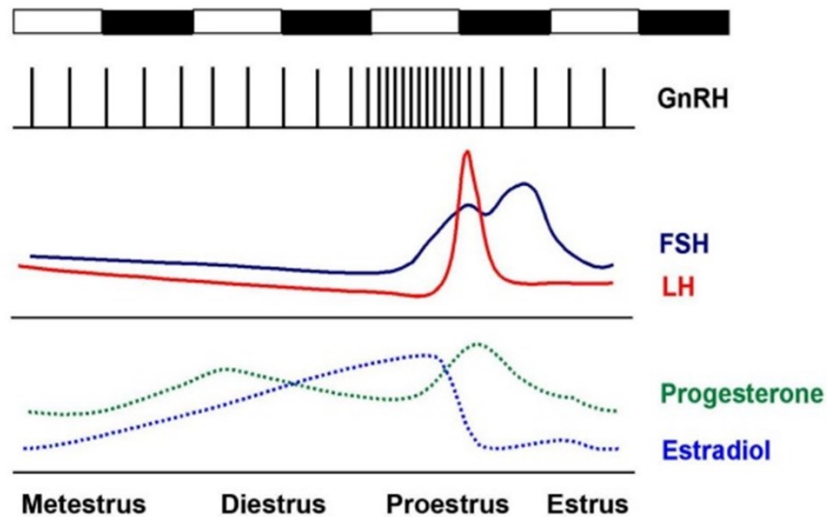 GnRH
FSH
LH
Progesterone
Estradiol
Metestrus Diestrus Proestrus Estrus